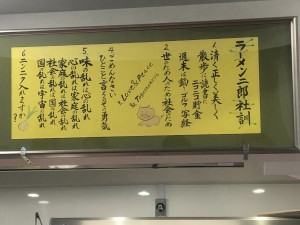 ラーメン二郎社訓
1.清く正しく美しく
散歩に読書に
ニコニコ貯金
週末は釣り、ゴルフ、写経
2.世のため人のため社会のため
3.Love & Peace
& Togetherness
4.ごめんなさい
ひとこと言えるその勇気
5.味の乱れは心の乱れ
心の乱れは家庭の乱れ
家庭の乱れは社会の乱れ
社会の乱れは国の乱れ
国の乱れは宇宙の乱れ
6.ニンニク入れますか?